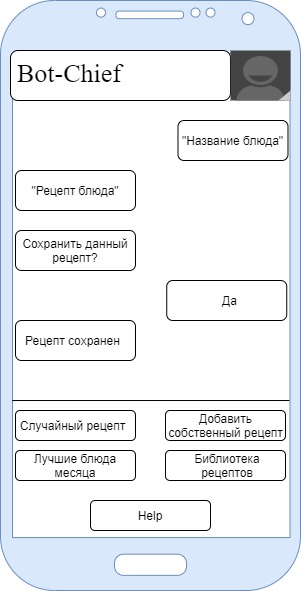 Bot-Chief
"Название блюда"
"Рецепт блюда"
Сохранить данный
рецепт?
Да
Рецепт сохранен
Случайный рецепт
Добавить
собственный рецепт
Лучшие блюда
месяца
Библиотека
рецептов
Help